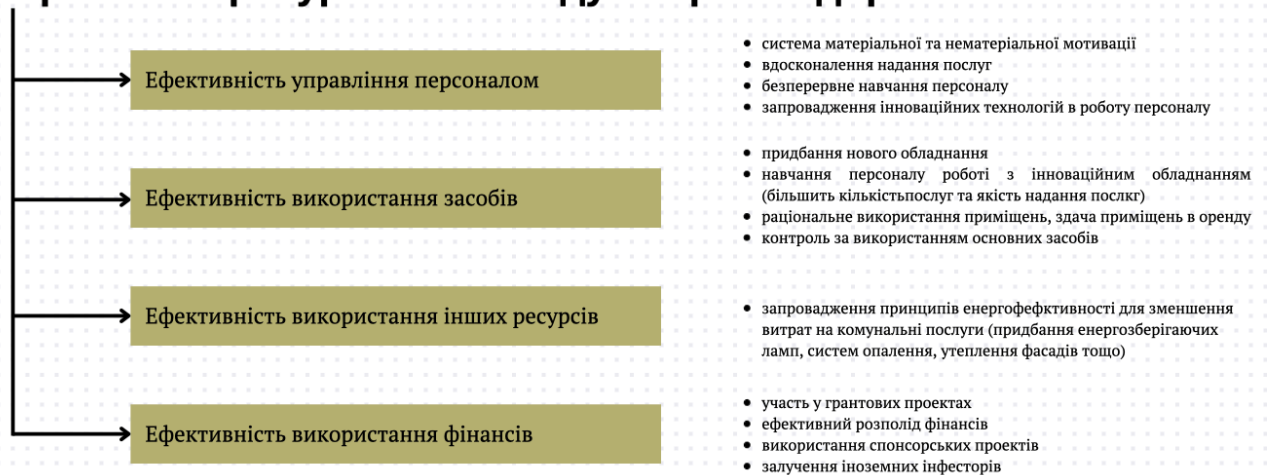 Ефективність управління персоналом
• система матеріальної та нематеріальної мотивації
• вдосконалення надання послуг
• безперервне навчання персоналу
• запровадження інноваційних технологій в роботу персоналу
Ефективність використання засобів
• придбання нового обладнання
• навчання персоналу роботі з інноваційним обладнанням
(більшить кількістьпослуг та якість надання послкг)
• раціональне використання приміщень, здача приміщень в оренду
• контроль за використанням основних засобів
Ефективність використання інших ресурсів
• запровадження принципів енергофефктивності для зменшення
витрат на комунальні послуги (придбання енергозберігаючих
ламп, систем опалення, утеплення фасадів тощо)
Ефективність використання фінансів
• участь у грантових проектах
• ефективний розполід фінансів
• використання спонсорських проектів
• залучення іноземних інфесторів